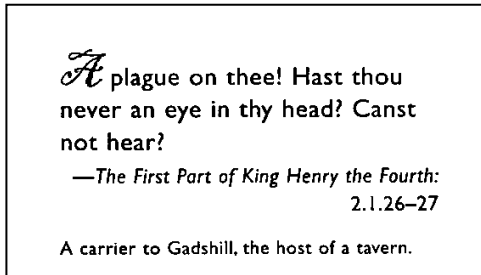 A plague on thee! Hast thou
never an eye in thy head? Canst
not hear?
—The First Part of King Henry the Fourth:
2.1.26–27
A carrier to Gadshill, the host of a tavern.